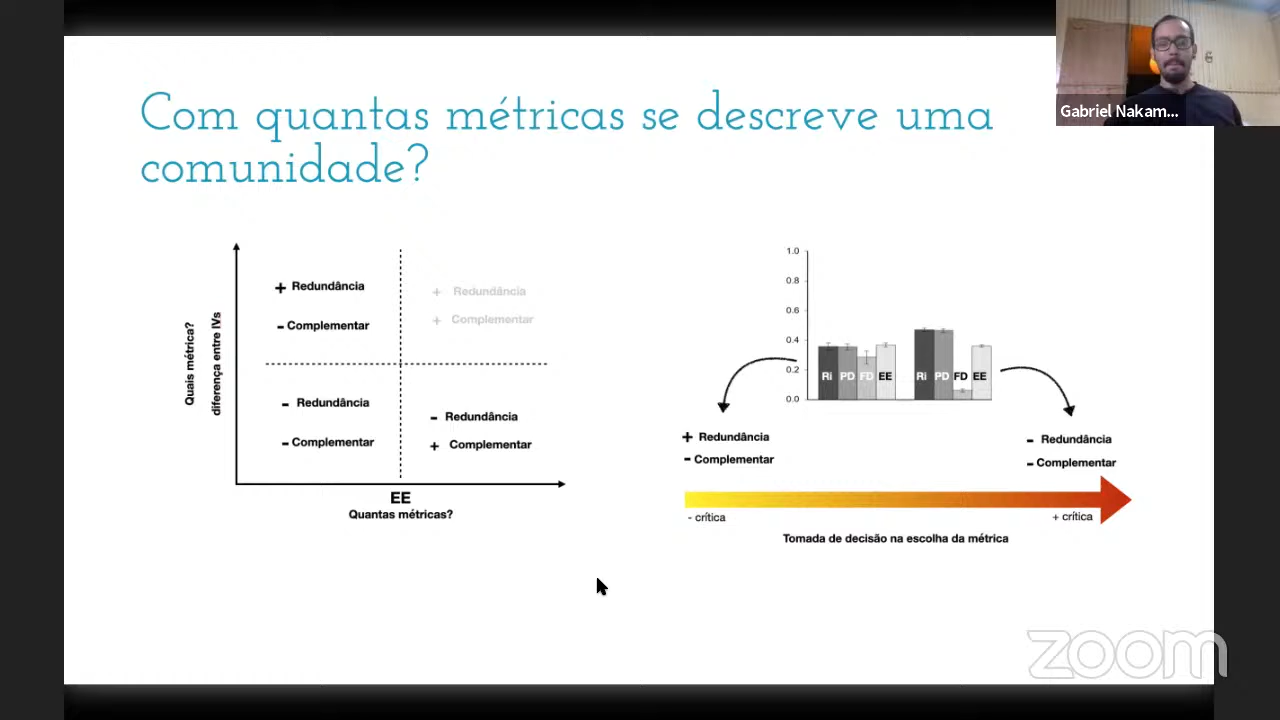 Com quantas métricas se descreve uma
comunidade?
Gabriel Nakam...
Quais métrica?
diferença entre IVs
+ Redundância
- Complementar
+ Redundância
+ Complementar
- Redundância
- Complementar
- Redundância
+ Complementar
EE
Quantas métricas?
1.0
0.8
0.6
0.4
0.2
0.0
Ri PD FD EE
Ri PD FD EE
+ Redundância
- Complementar
- Redundância
- Complementar
- crítica
+ crítica
Tomada de decisão na escolha da métrica
zoom